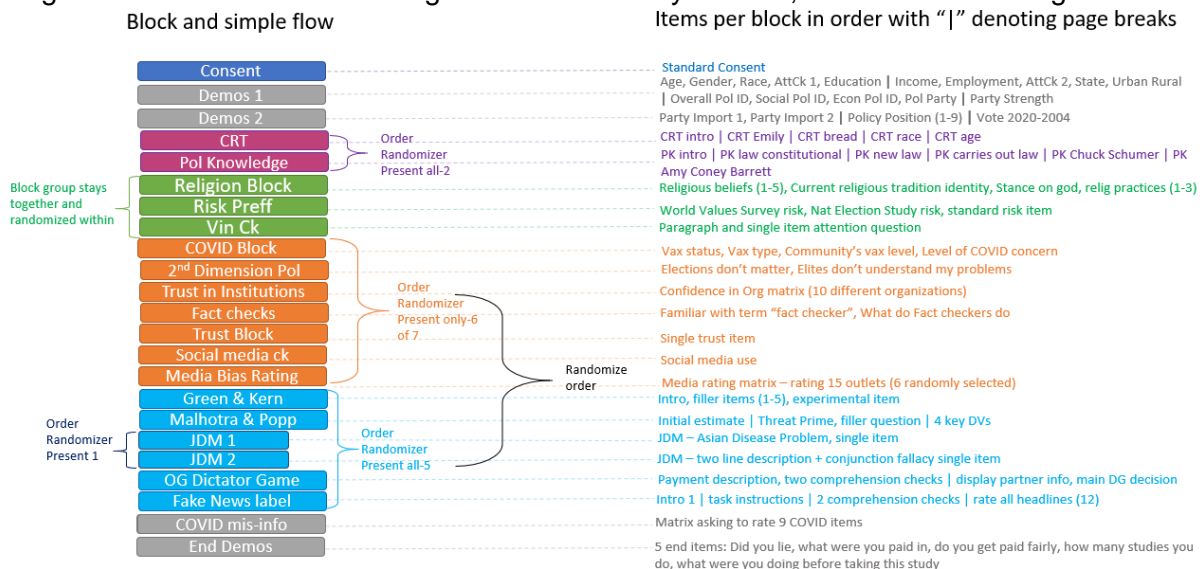 Block and simple flow
Items per block in order with “|” denoting page breaks
Consent
Standard Consent
Demos 1
Age, Gender, Race, AttCk 1, Education | Income, Employment, AttCk 2, State, Urban Rural
| Overall Pol ID, Social Pol ID, Econ Pol ID, Pol Party | Party Strength
Demos 2
Party Import 1, Party Import 2 | Policy Position (1-9) | Vote 2020-2004
CRT
CRT intro | CRT Emily | CRT bread | CRT race | CRT age
Order
Randomizer
Present all-2
Pol Knowledge
PK intro | PK law constitutional | PK new law | PK carries out law | PK Chuck Schumer | PK
Amy Coney Barrett
Block group stays
together and
randomized within
Religion Block
Religious beliefs (1-5), Current religious tradition identity, Stance on god, relig practices (1-3)
Risk Preff
World Values Survey risk, Nat Election Study risk, standard risk item
Vin Ck
Paragraph and single item attention question
COVID Block
Vax status, Vax type, Community’s vax level, Level of COVID concern
2nd Dimension Pol
Elections don’t matter, Elites don’t understand my problems
Trust in Institutions
Confidence in Org matrix (10 different organizations)
Order
Randomizer
Present only-6
of 7
Fact checks
Familiar with term “fact checker”, What do Fact checkers do
Trust Block
Single trust item
Social media ck
Social media use
Media Bias Rating
Media rating matrix – rating 15 outlets (6 randomly selected)
Randomize
order
Green & Kern
Intro, filler items (1-5), experimental item
Malhotra & Popp
Initial estimate | Threat Prime, filler question | 4 key DVs
Order
Randomizer
Present 1
JDM 1
JDM – Asian Disease Problem, single item
JDM 2
JDM – two line description + conjunction fallacy single item
Order
Randomizer
Present all-5
OG Dictator Game
Payment description, two comprehension checks | display partner info, main DG decision
Fake News label
Intro 1 | task instructions | 2 comprehension checks | rate all headlines (12)
COVID mis-info
Matrix asking to rate 9 COVID items
End Demos
5 end items: Did you lie, what were you paid in, do you get paid fairly, how many studies you
do, what were you doing before taking this study